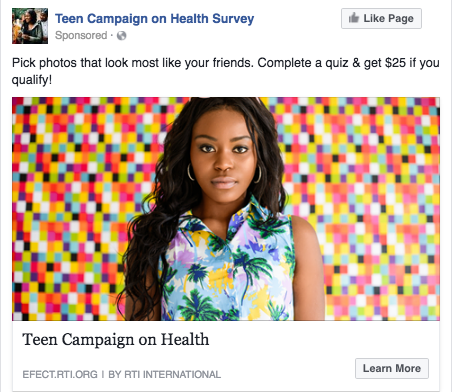 Teen Campaign on Health Survey
Like Page
Sponsored ·
Pick photos that look most like your friends. Complete a quiz & get $25 if you
qualify!
Teen Campaign on Health
EFECT.RTI.ORG | BY RTI INTERNATIONAL
Learn More